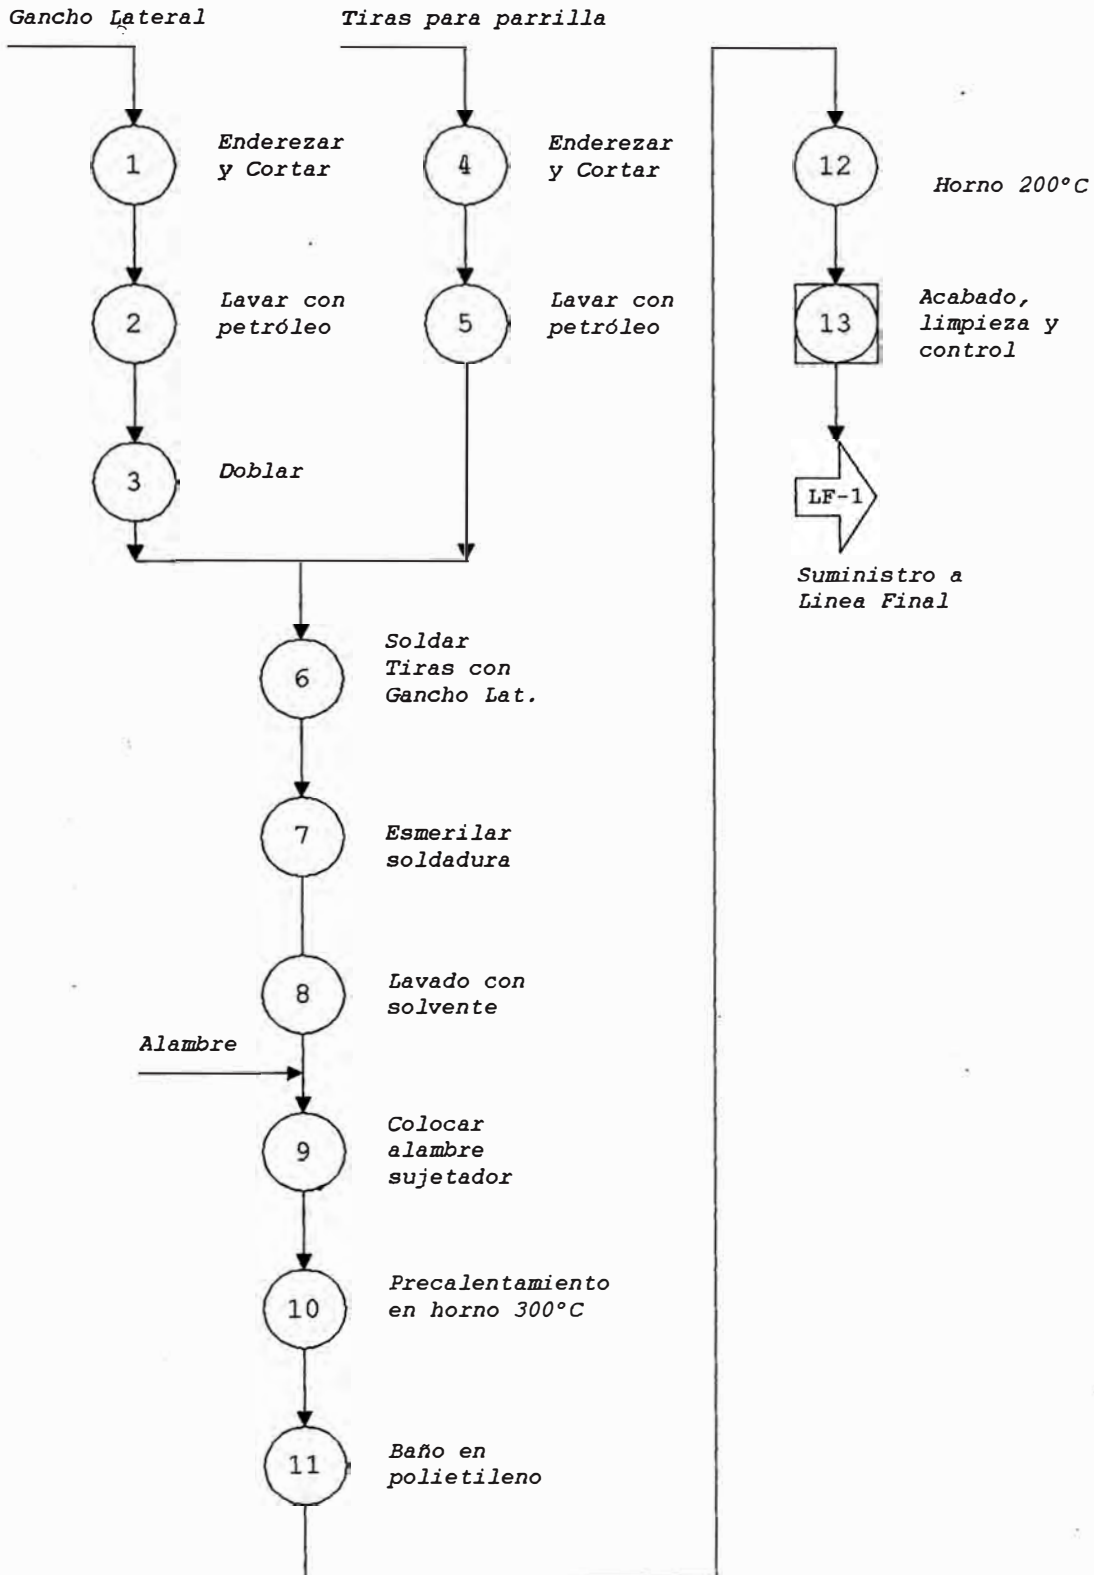 Gancho Lateral
1
Enderezar
y Cortar
2
Lavar con
petróleo
3
Doblar
Tiras para parrilla
4
Enderezar
y Cortar
5
Lavar con
petróleo
6
Soldar
Tiras con
Gancho Lat.
7
Esmerilar
soldadura
8
Lavado con
solvente
Alambre
9
Colocar
alambre
sujetador
10
Precalentamiento
en horno 300°C
11
Baño en
polietileno
12
Horno 200°C
13
Acabado,
limpieza y
control
LF-1
Suministro a
Linea Final